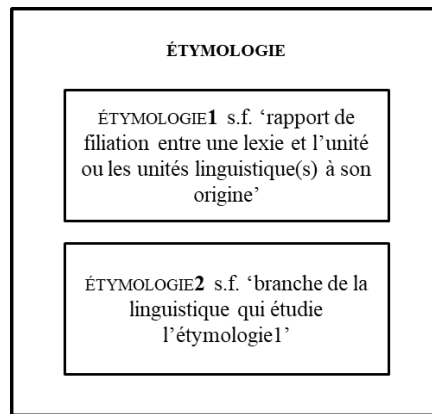 ÉTYMOLOGIE
ÉTYMOLOGIE1 s.f. ‘rapport de
filiation entre une lexie et l’unité
ou les unités linguistique(s) à son
origine’
ÉTYMOLOGIE2 s.f. ‘branche de la
linguistique qui étudie
l’étymologie1’